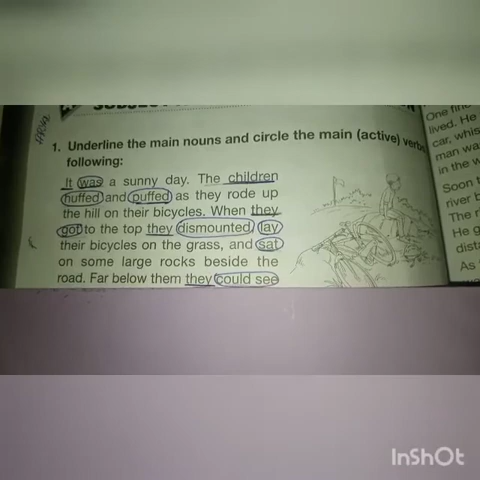 1. Underline the main nouns and circle the main (active) verbs
following:
It was a sunny day. The children
huffed and puffed as they rode up
the hill on their bicycles. When they
got to the top they dismounted, lay
their bicycles on the grass, and sat
on some large rocks beside the
road. Far below them they could see
One fine
lived. He
car, whis
man wa
in the w
Soon t
river b
The r
He g
dista
As
InShOt